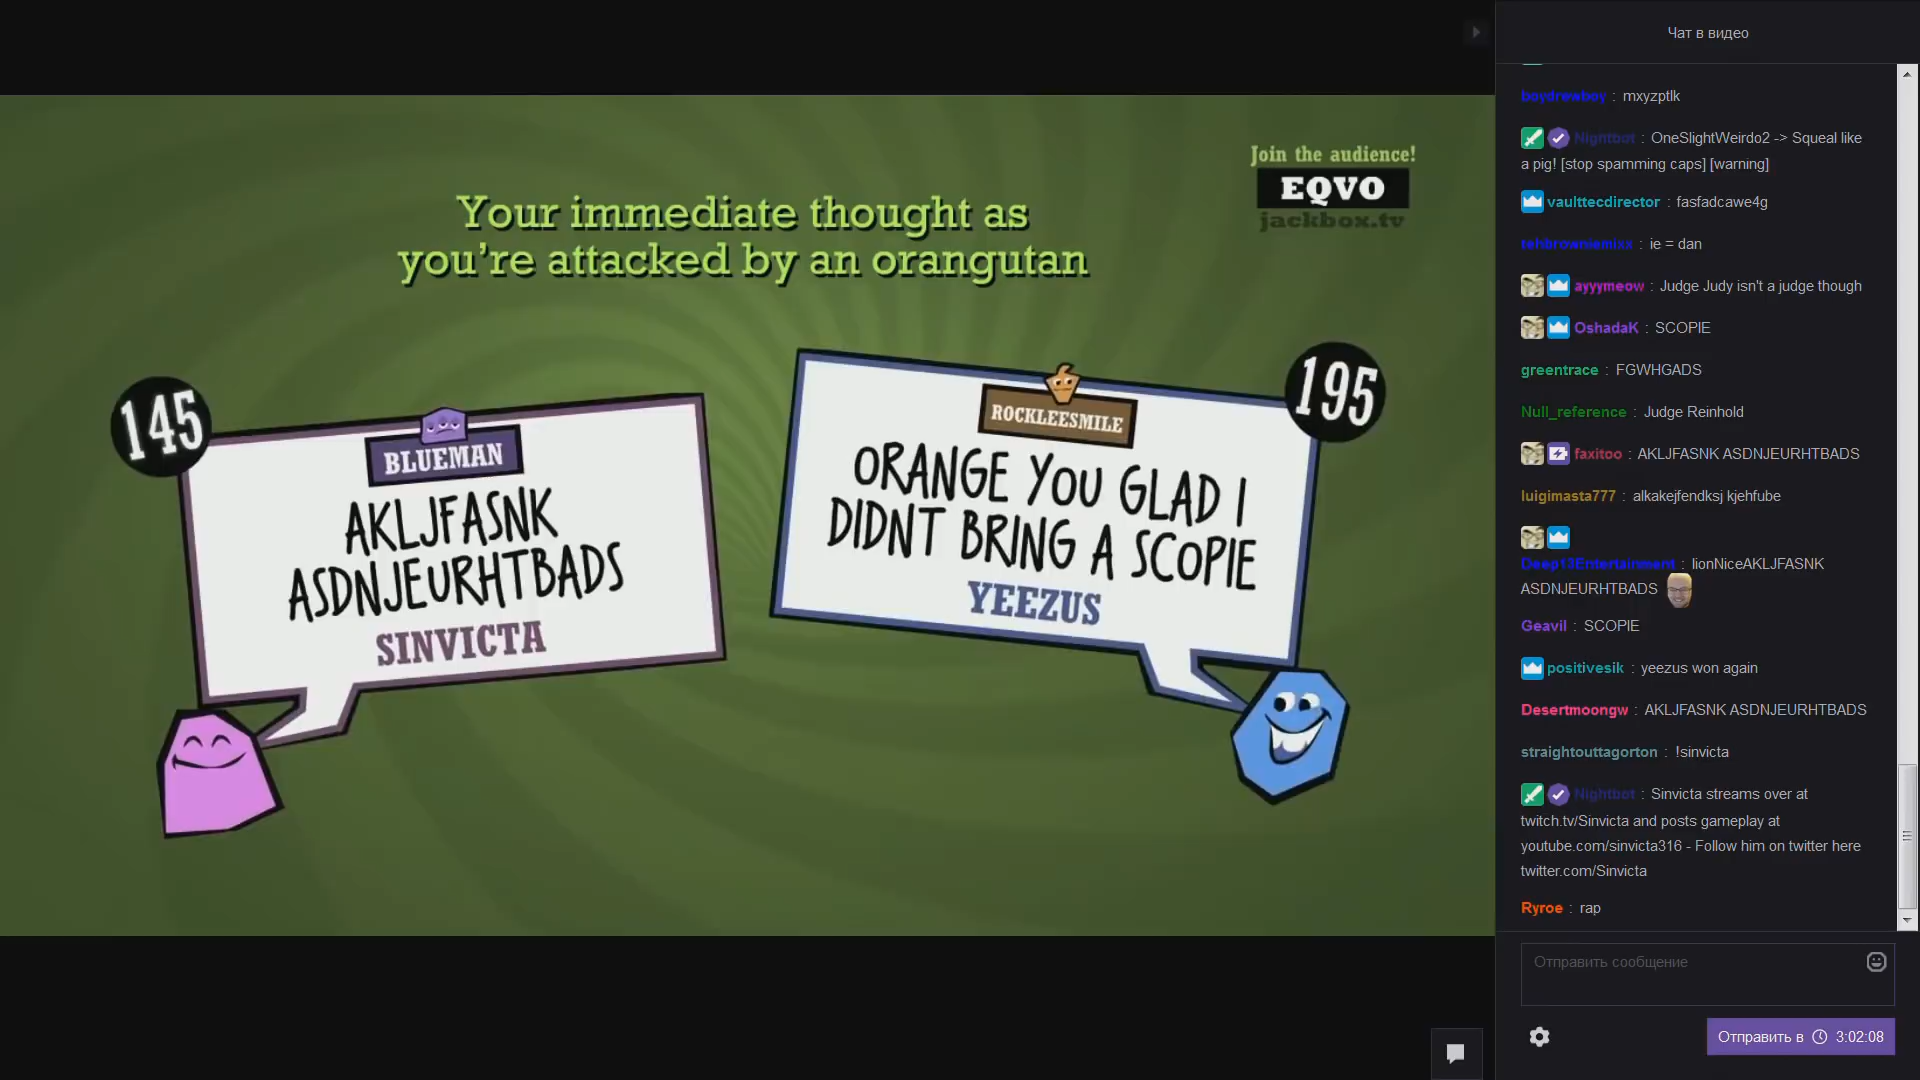 Join the audience!
EQVO
jackbox.tv
Your immediate thought as
you're attacked by an orangutan
145
BLUEMAN
AKLJFASNK
ASDNJEURHTBADS
SINVICTA
195
ROCKLEESMILE
ORANGE YOU GLAD I
DIDNT BRING A SCOPIE
YEEZUS
Чат в видео
boydrewboy : mxyzptlk
Nightbot : OneSlightWeirdo2 -> Squeal like
a pig! [stop spamming caps] [warning]
vaulttecdirector : fasfadcawe4g
rehbrowniemixx : ie = dan
ayyymeow : Judge Judy isn't a judge though
OshadaK : SCOPIE
greentrace : FGWHGADS
Null_reference : Judge Reinhold
faxitoo : AKLJFASNK ASDNJEURHTBADS
luigimasta777 : alkakejfendksj kjehfube
Deep13Entertainment : lionNiceAKLJFASNK
ASDNJEURHTBADS
Geavil : SCOPIE
positivesik : yeezus won again
Desertmoongw : AKLJFASNK ASDNJEURHTBADS
straightouttagorton : !sinvicta
Nightbot : Sinvicta streams over at
twitch.tv/Sinvicta and posts gameplay at
youtube.com/sinvicta316 - Follow him on twitter here
twitter.com/Sinvicta
Ryroe : rap
Отправить сообщение
Отправить в 3:02:08